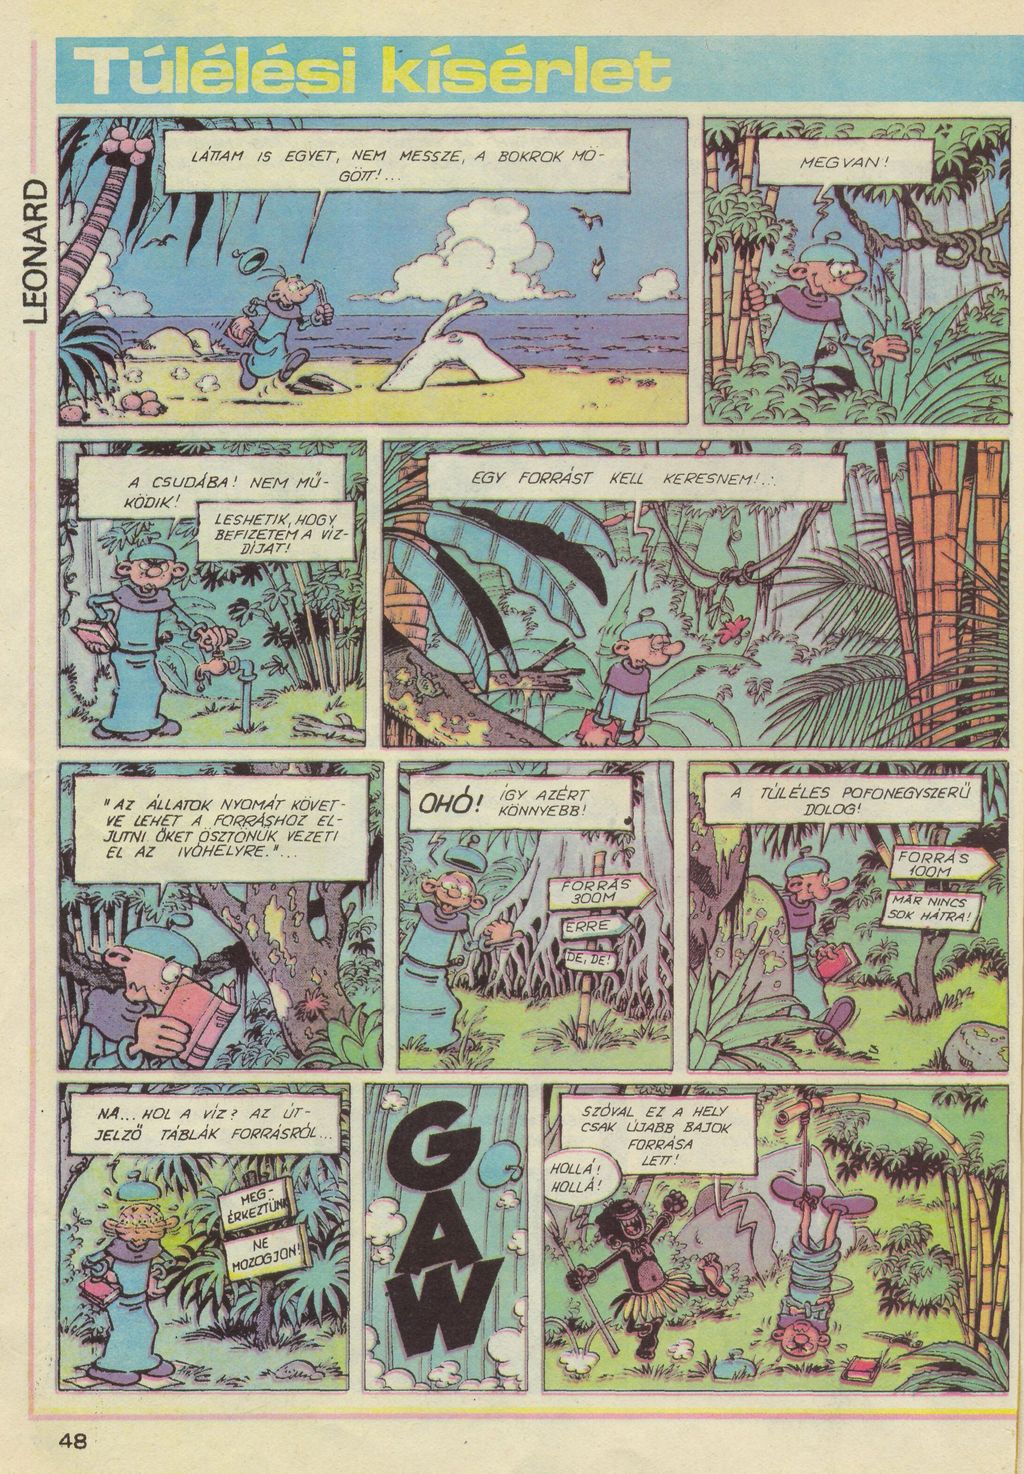 Túlélési kísérlet
LEONARD
LÁTTAM IS EGYET, NEM MESSZE, A BOKROK MÖ-
GÖTT!...
MEGVAN!
A CSUDÁBA! NEM MŰ-
KÖDIK!
LESHETIK, HOGY
BEFIZETEM A VÍZ-
DÍJAT!
EGY FORRÁST KELL KERESNEM!...
"AZ ÁLLATOK NYOMÁT KÖVET-
VE LEHET A FORRÁSHOZ EL-
JUTNI. ŐKET ÖSZTÖNÜK VEZETI
EL AZ IVÓHELYRE."...
OHÓ! ÍGY AZÉRT
KÖNNYEBB!
FORRÁS
300M
ERRE
DE, DE!
A TÚLÉLES POFONEGYSZERŰ
DOLOG!
FORRÁS
100M
MÁR NINCS
SOK HÁTRA!
NA... HOL A VÍZ? AZ ÚT-
JELZŐ TÁBLÁK FORRÁSRÓL...
MEG-
ÉRKEZTÜNK
NE
MOZOGJON!
GAW
SZÓVAL EZ A HELY
CSAK ÚJABB BAJOK
FORRÁSA
LETT!
HOLLÁ!
HOLLÁ!
48